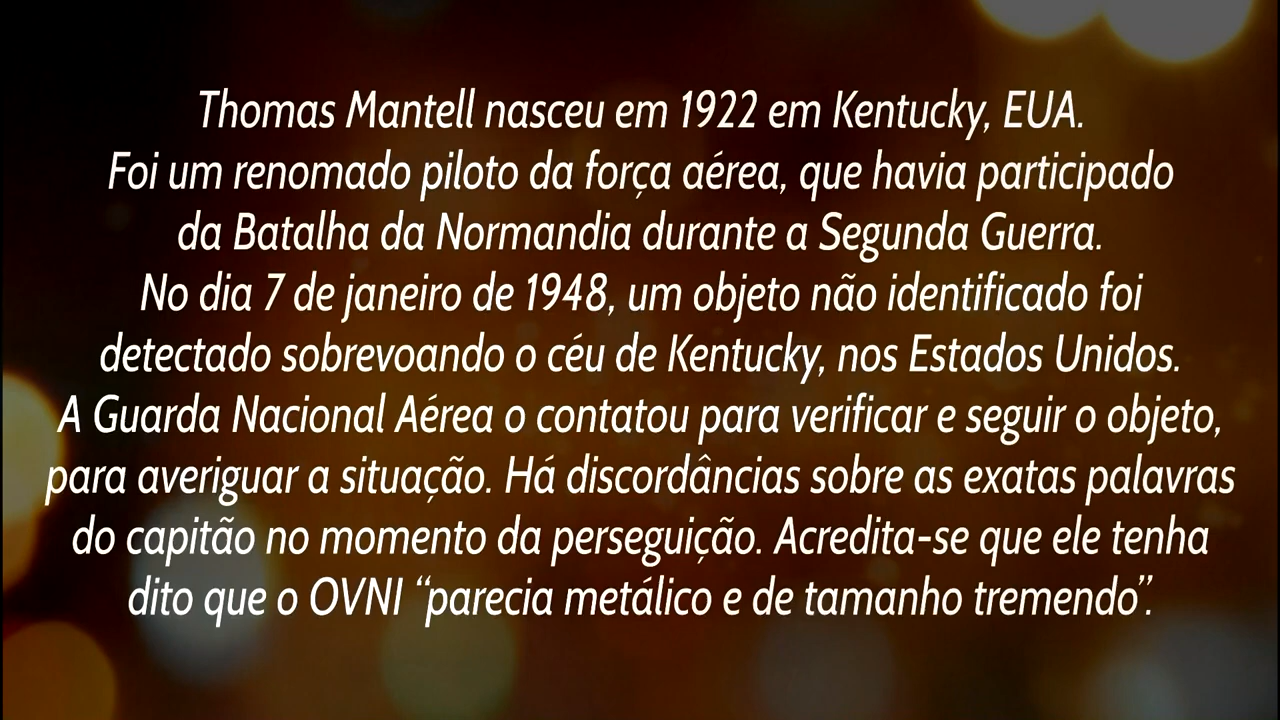 Thomas Mantell nasceu em 1922 em Kentucky, EUA.
Foi um renomado piloto da força aérea, que havia participado
da Batalha da Normandia durante a Segunda Guerra.
No dia 7 de janeiro de 1948, um objeto não identificado foi
detectado sobrevoando o céu de Kentucky, nos Estados Unidos.
A Guarda Nacional Aérea o contatou para verificar e seguir o objeto,
para averiguar a situação. Há discordâncias sobre as exatas palavras
do capitão no momento da perseguição. Acredita-se que ele tenha
dito que o OVNI “parecia metálico e de tamanho tremendo”.